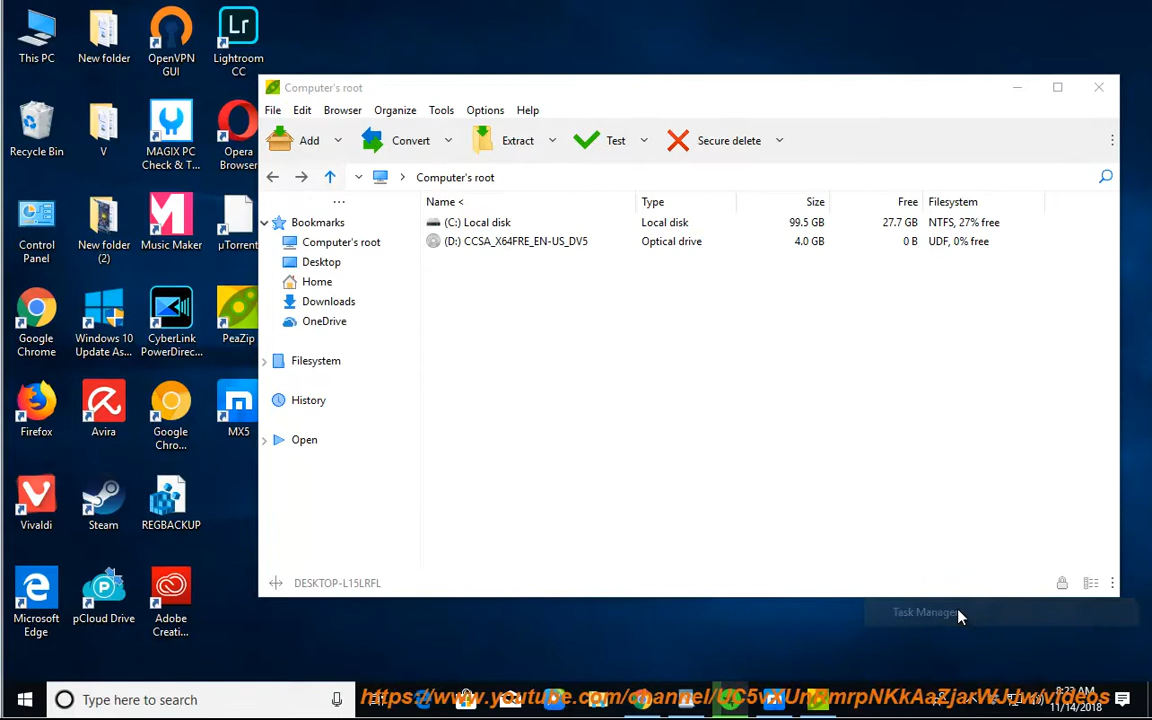 This PC
New folder
OpenVPN
GUI
Lr
Lightroom
CC
Recycle Bin
V
MAGIX PC
Check & T...
Opera
Browser
Control
Panel
New folder
(2)
Music Maker
µTorrent
Google
Chrome
Windows 10
Update As...
CyberLink
PowerDirec...
PeaZip
Firefox
Avira
Google
Chro...
MX5
Vivaldi
Steam
REGBACKUP
Microsoft
Edge
pCloud Drive
Adobe
Creati...
Computer's root
File Edit Browser Organize Tools Options Help
Add Convert Extract Test Secure delete
Computer's root
Name < Type Size Free Filesystem
(C:) Local disk Local disk 99.5 GB 27.7 GB NTFS, 27% free
(D:) CCSA_X64FRE_EN-US_DV5 Optical drive 4.0 GB 0 B UDF, 0% free
...
Bookmarks
Computer's root
Desktop
Home
Downloads
OneDrive
Filesystem
History
Open
DESKTOP-L15LRFL
Task Manager
Type here to search
11/14/2018